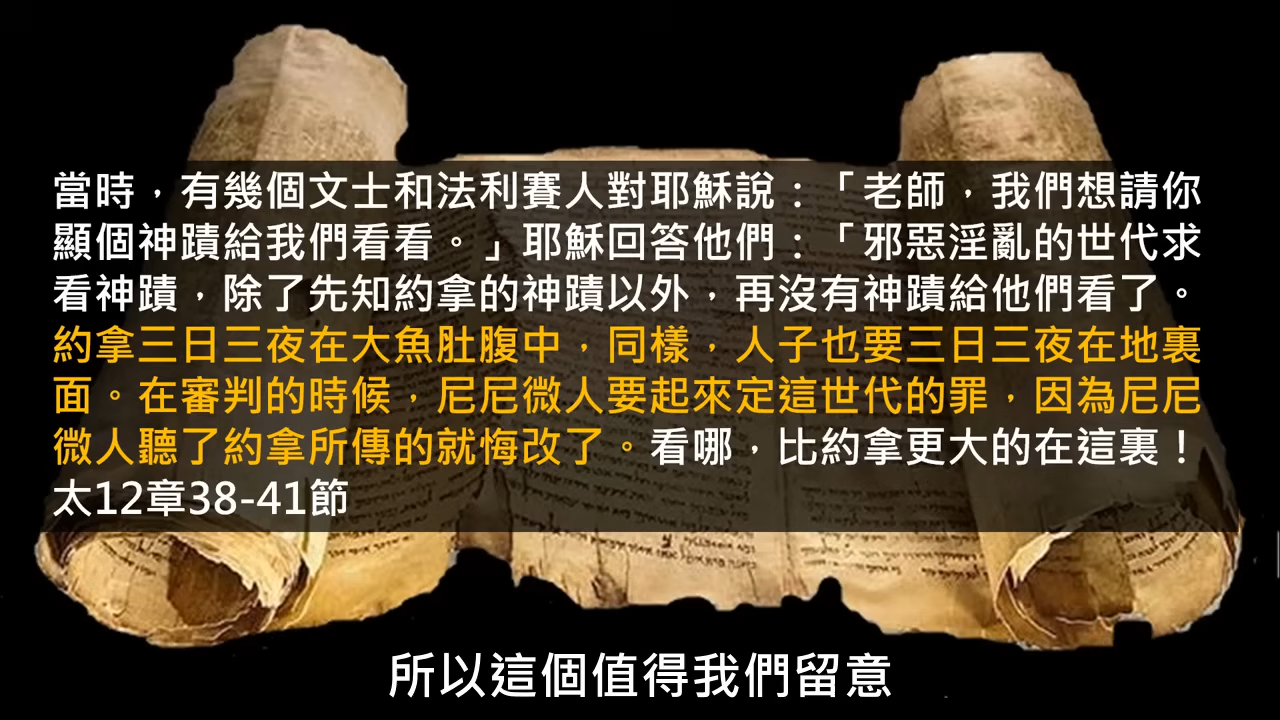 當時，有幾個文士和法利賽人對耶穌說：「老師，我們想請你
顯個神蹟給我們看看。」耶穌回答他們：「邪惡淫亂的世代求
看神蹟，除了先知約拿的神蹟以外，再沒有神蹟給他們看了。
約拿三日三夜在大魚肚腹中，同樣，人子也要三日三夜在地裏
面。在審判的時候，尼尼微人要起來定這世代的罪，因為尼尼
微人聽了約拿所傳的就悔改了。看哪，比約拿更大的在這裏！
太12章38-41節
所以這個值得我們留意